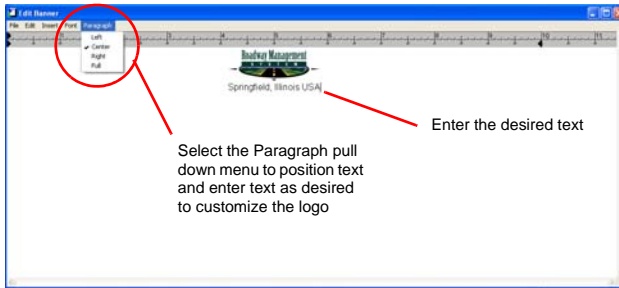 Edit Banner
File Edit Insert Font Paragraph
Left
Center
Right
Full
Roadway Management
SYSTEM
Springfield, Illinois USA
Enter the desired text
Select the Paragraph pull
down menu to position text
and enter text as desired
to customize the logo